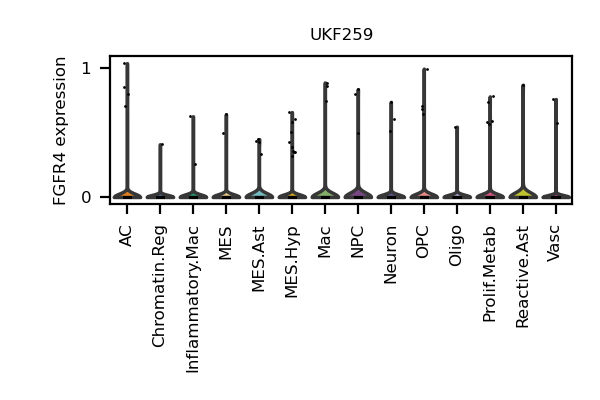 UKF259
FGFR4 expression
1
0
AC
Chromatin.Reg
Inflammatory.Mac
MES
MES.Ast
MES.Hyp
Mac
NPC
Neuron
OPC
Oligo
Prolif.Metab
Reactive.Ast
Vasc